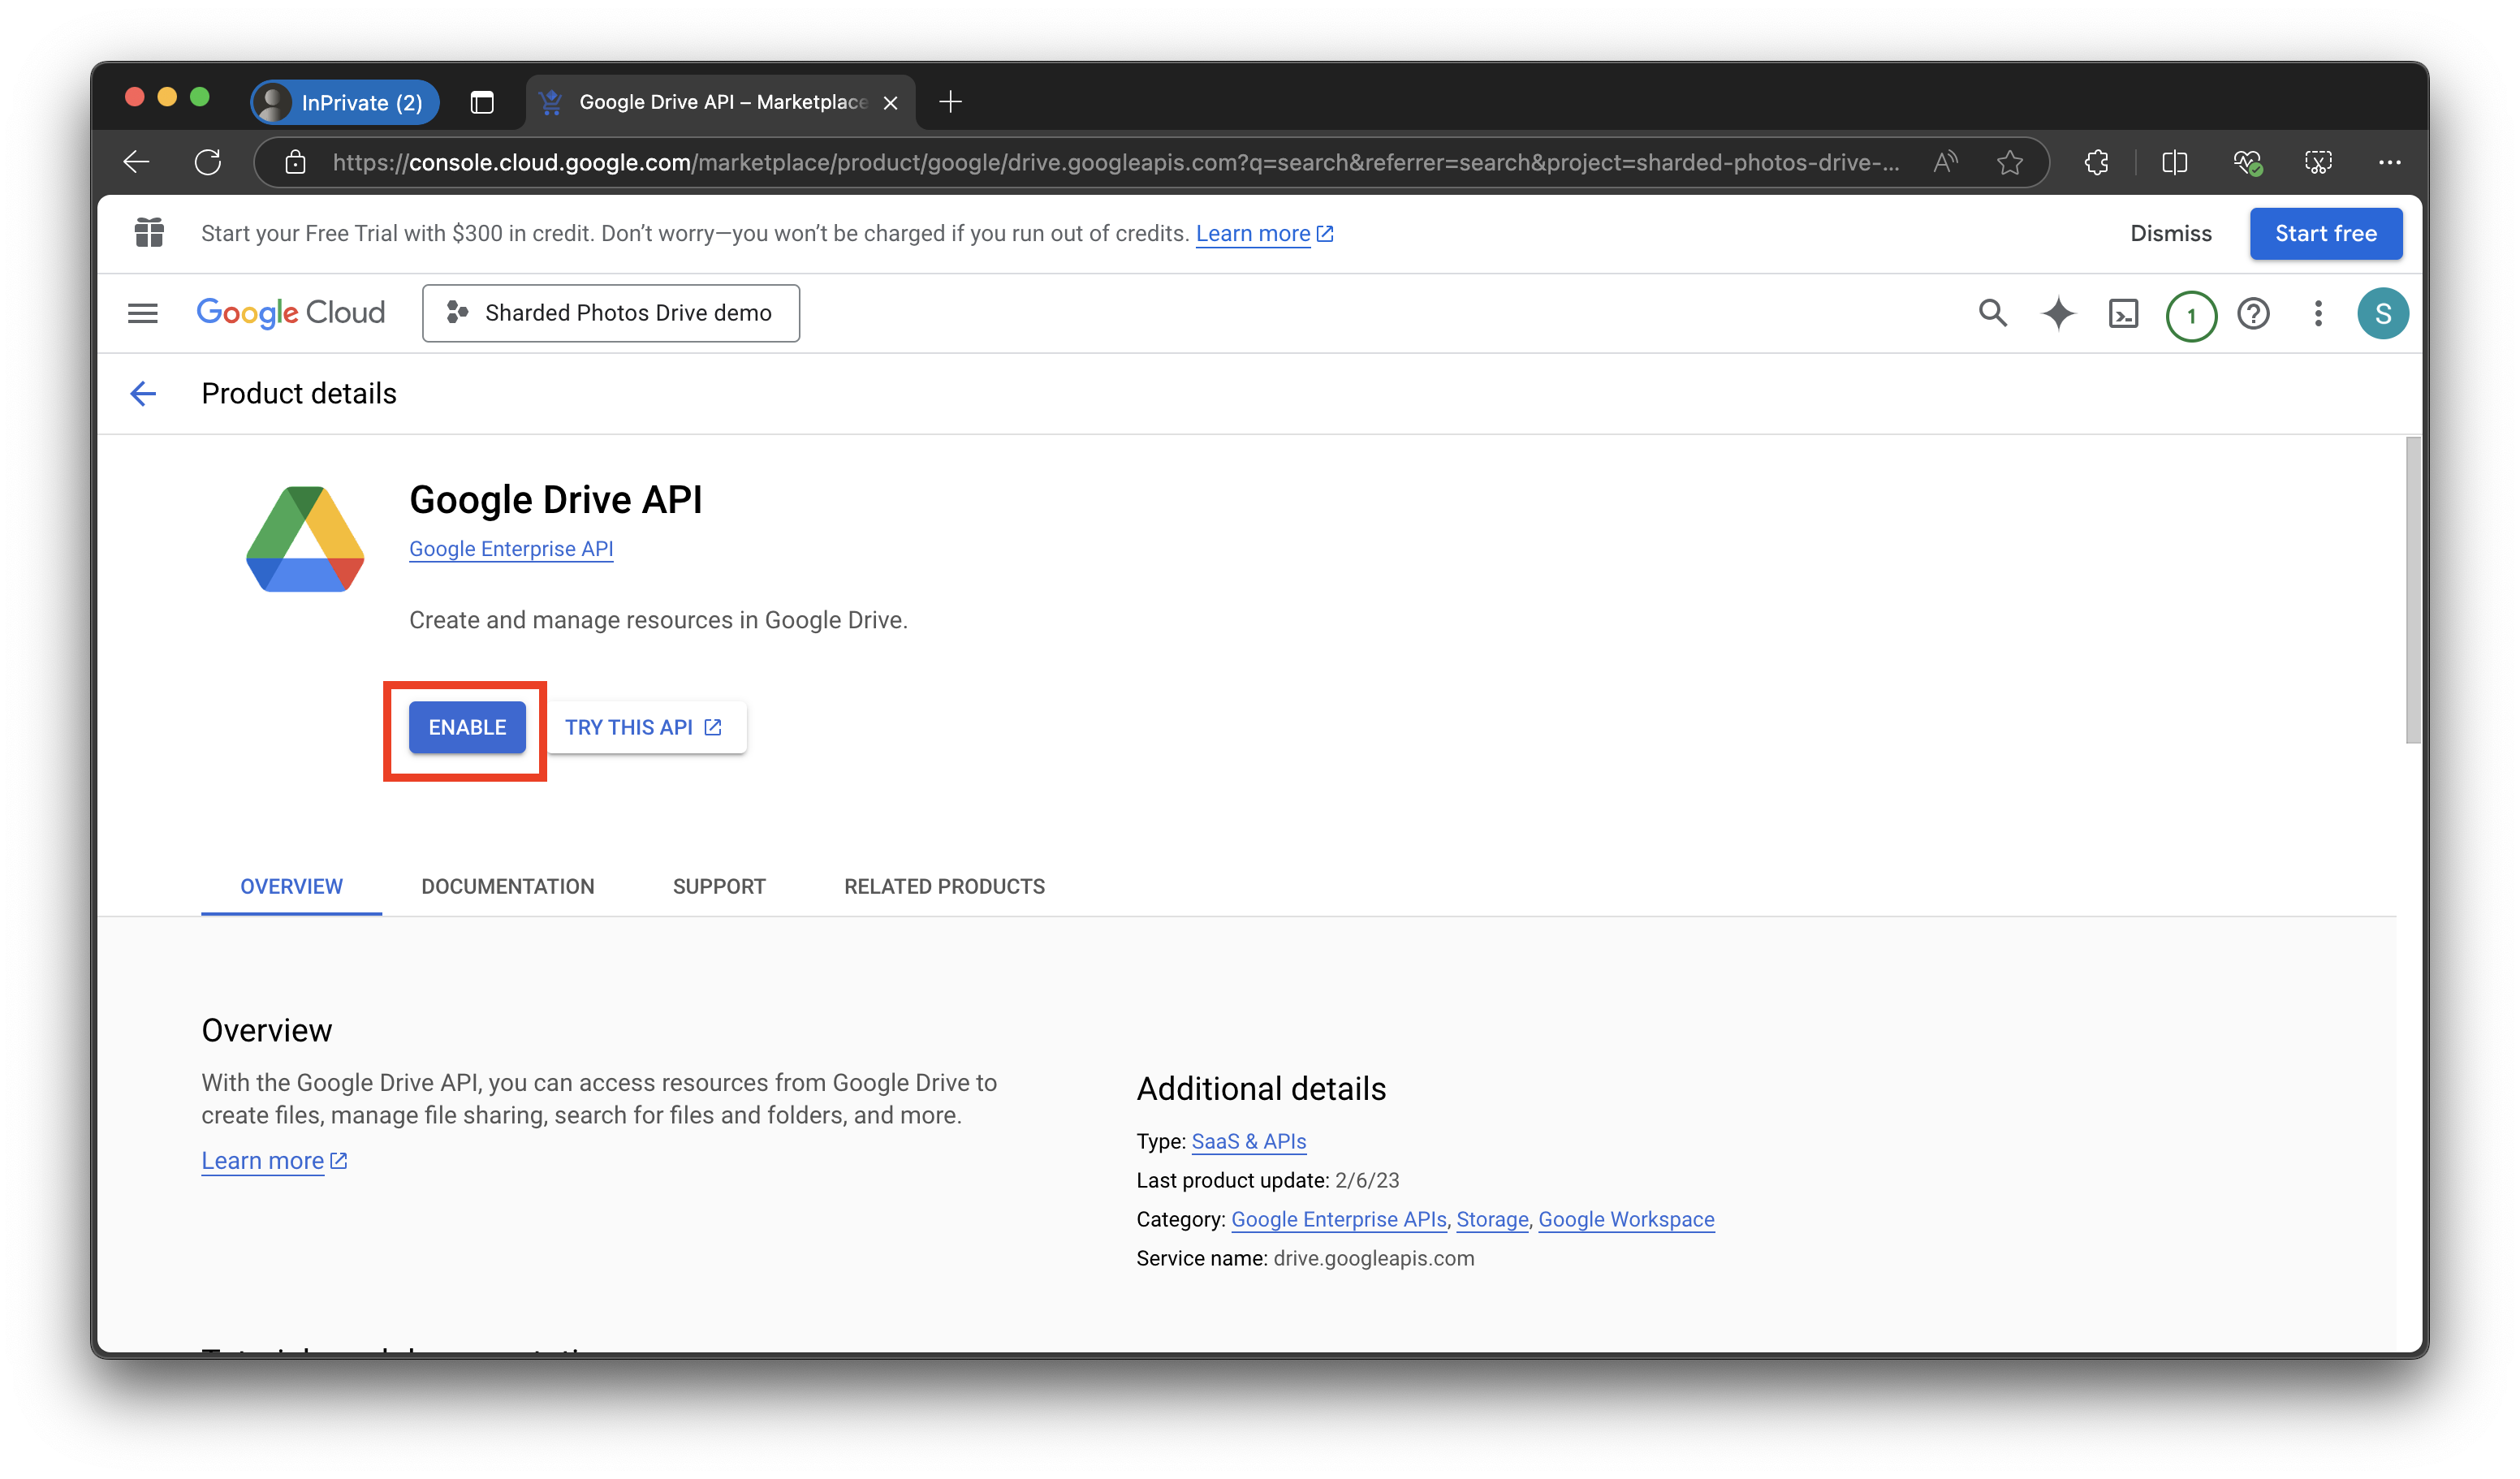 InPrivate (2)
Google Drive API – Marketplace
https://console.cloud.google.com/marketplace/product/google/drive.googleapis.com?q=search&referrer=search&project=sharded-photos-drive-...
Start your Free Trial with $300 in credit. Don’t worry—you won’t be charged if you run out of credits. Learn more
Dismiss
Start free
Google Cloud
Sharded Photos Drive demo
1
S
Product details
Google Drive API
Google Enterprise API
Create and manage resources in Google Drive.
ENABLE
TRY THIS API
OVERVIEW
DOCUMENTATION
SUPPORT
RELATED PRODUCTS
Overview
With the Google Drive API, you can access resources from Google Drive to
create files, manage file sharing, search for files and folders, and more.
Learn more
Additional details
Type: SaaS & APIs
Last product update: 2/6/23
Category: Google Enterprise APIs, Storage, Google Workspace
Service name: drive.googleapis.com